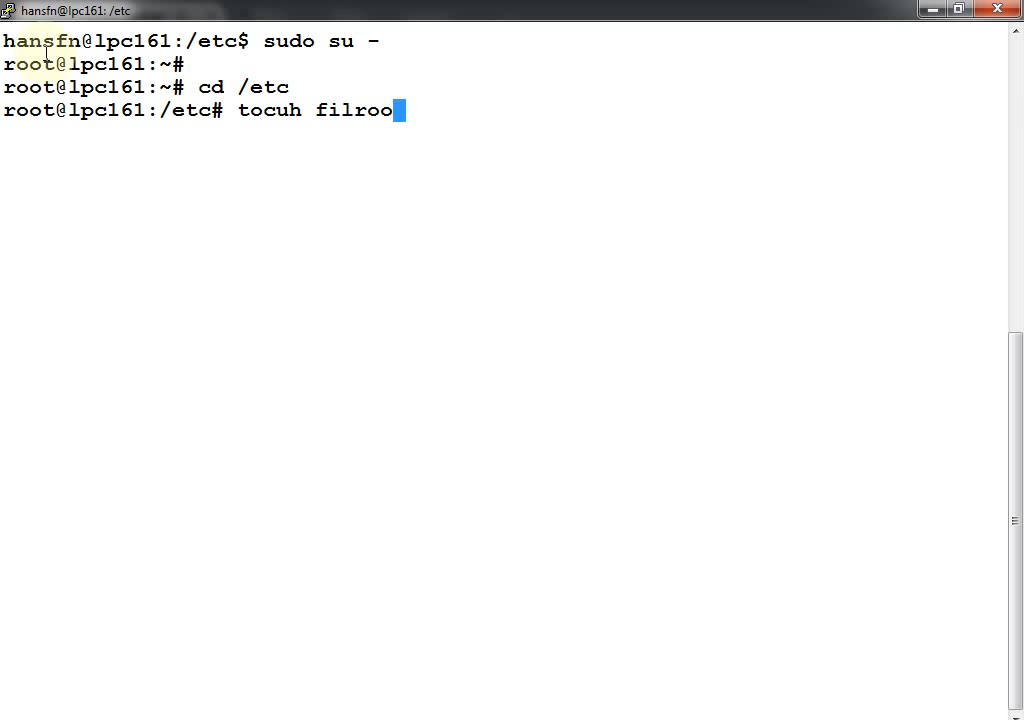 hansfn@lpc161: /etc
hansfn@lpc161:/etc$ sudo su -
root@lpc161:~#
root@lpc161:~# cd /etc
root@lpc161:/etc# tocuh filroo